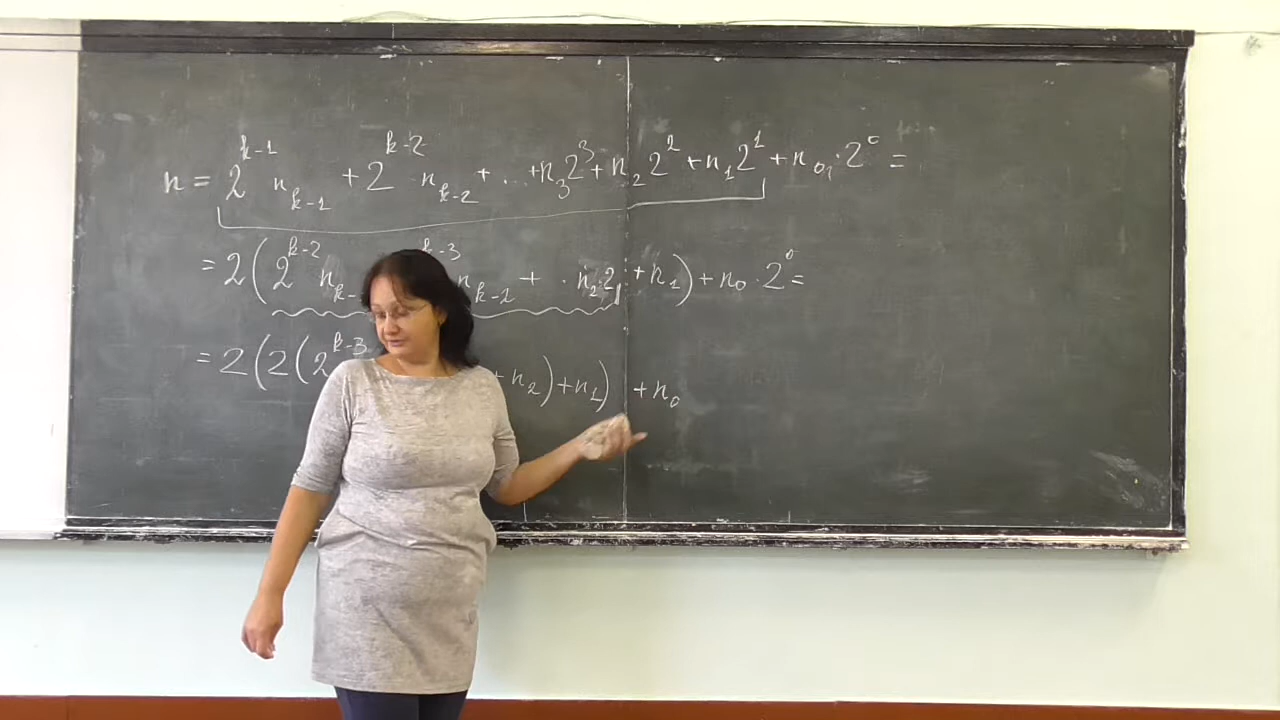 n = 2^{k-1} n_{k-1} + 2^{k-2} n_{k-2} + ... + n_3 2^3 + n_2 2^2 + n_1 2^1 + n_0 · 2^0 =
= 2 ( 2^{k-2} n_{k- k-3 n_{k-2} + . n_2 · 2 + n_1 ) + n_0 · 2^0 =
= 2 ( 2 ( 2^{k-3} + n_2 ) + n_1 ) + n_0